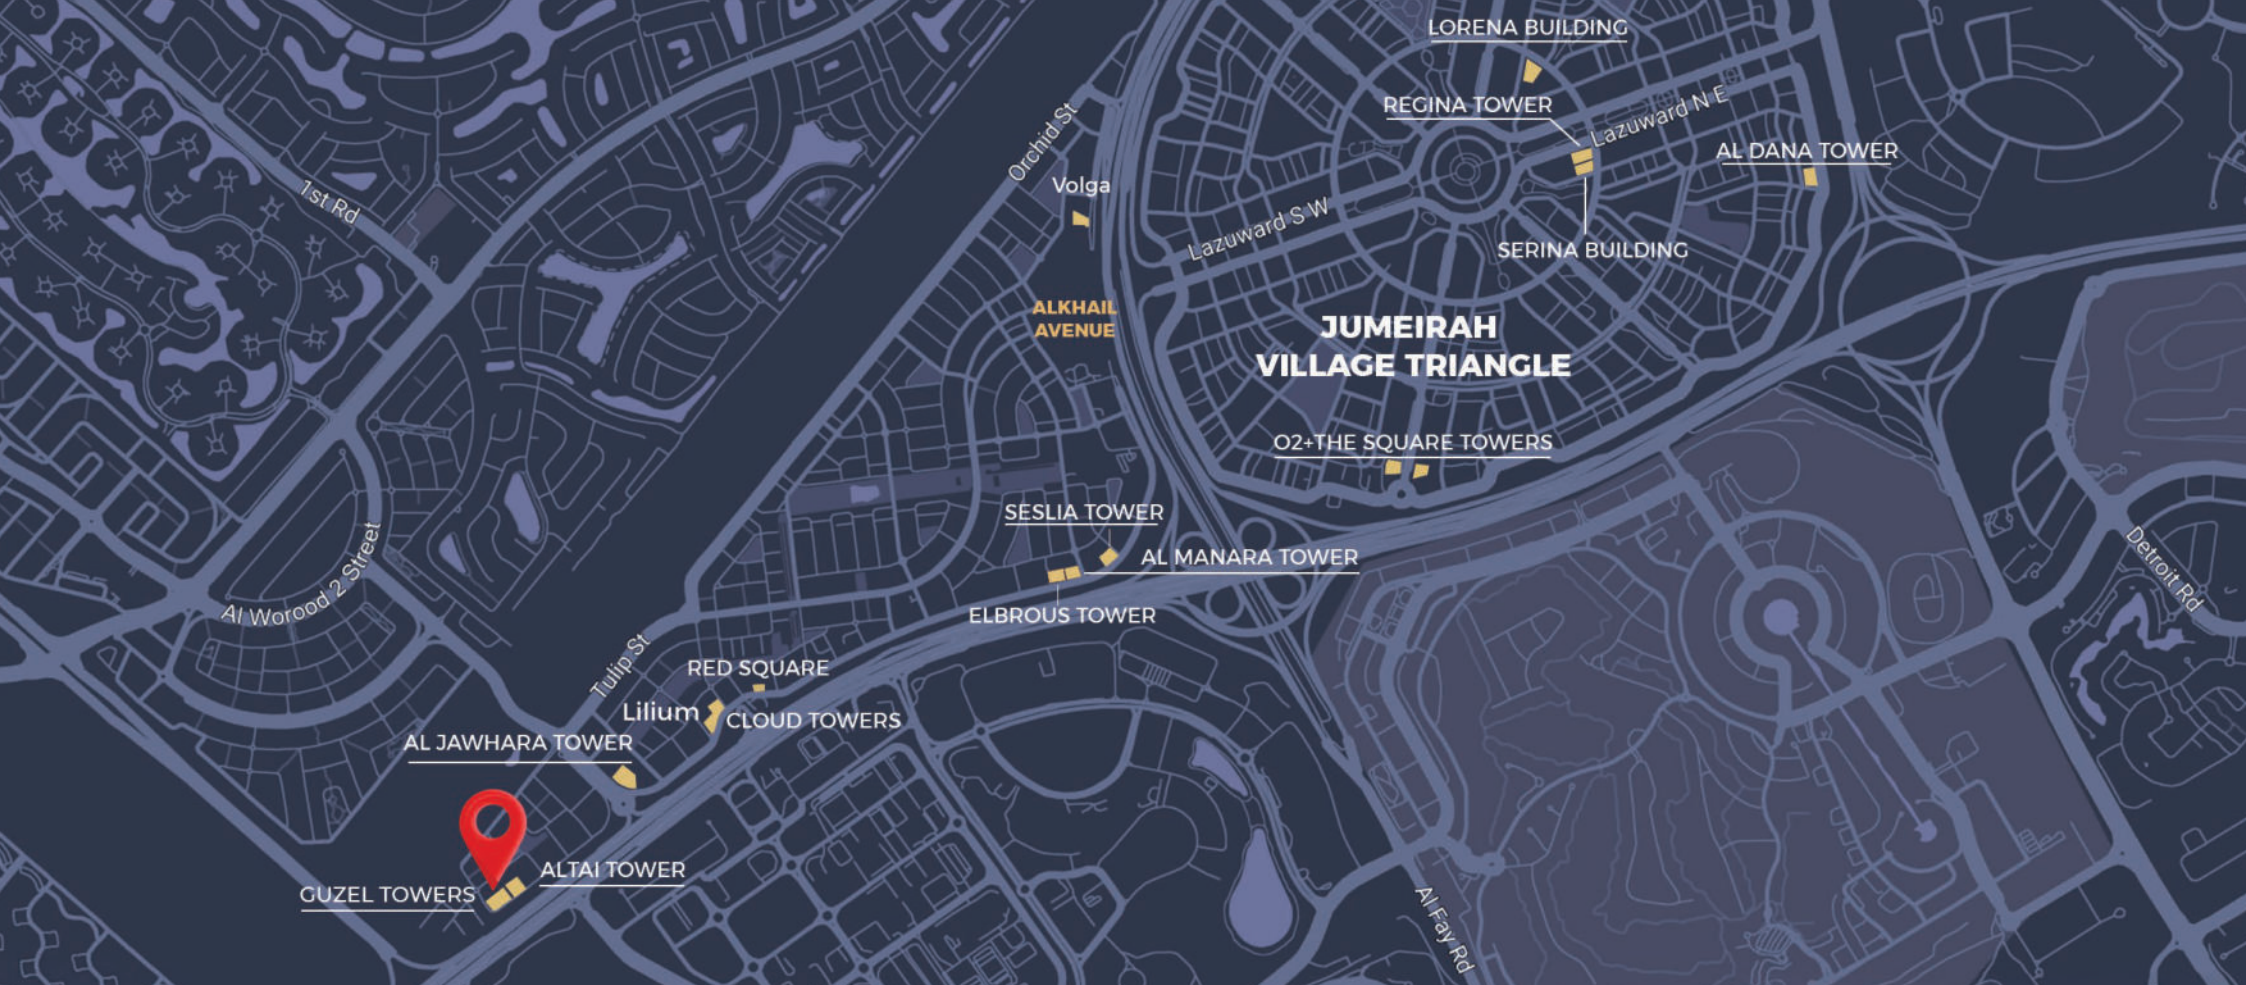 LORENA BUILDING
REGINA TOWER
Lazuward N E
Orchid St
AL DANA TOWER
Volga
1st Rd
Lazuward S W
SERINA BUILDING
ALKHAIL
AVENUE
JUMEIRAH
VILLAGE TRIANGLE
O2+THE SQUARE TOWERS
SESLIA TOWER
AL MANARA TOWER
Al Worood 2 Street
Detroit Rd
ELBROUS TOWER
Tulip St
RED SQUARE
Lilium
CLOUD TOWERS
AL JAWHARA TOWER
ALTAI TOWER
GUZEL TOWERS
Al Fay Rd